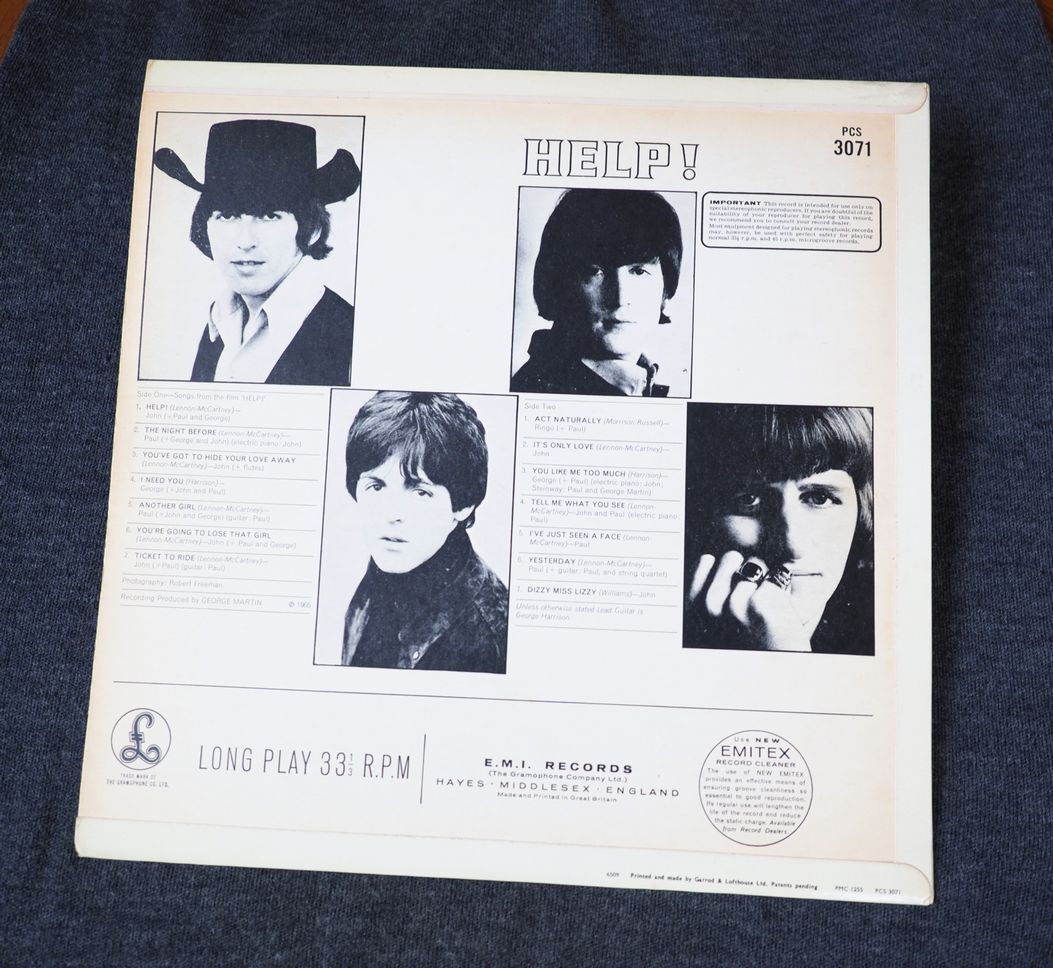 HELP!
PCS
3071
IMPORTANT This record is intended for use only on
special stereophonic reproducers. If you are doubtful of the
suitability of your reproducer for playing this record,
we recommend you to consult your record dealer.
Most equipment designed for playing stereophonic records
may, however, be used with perfect safety for playing
normal 33⅓ r.p.m. and 45 r.p.m. microgroove records.
Side One—Songs from the film 'HELP!'
1. HELP! (Lennon-McCartney)—
John (+Paul and George)
2. THE NIGHT BEFORE (Lennon-McCartney)—
Paul (+George and John) (electric piano: John)
3. YOU'VE GOT TO HIDE YOUR LOVE AWAY
(Lennon-McCartney)—John (+ flutes)
4. I NEED YOU (Harrison)—
George (+John and Paul)
5. ANOTHER GIRL (Lennon-McCartney)—
Paul (+John and George) (guitar: Paul)
6. YOU'RE GOING TO LOSE THAT GIRL
(Lennon-McCartney)—John (+ Paul and George)
7. TICKET TO RIDE (Lennon-McCartney)—
John (+Paul) (guitar: Paul)
Photography: Robert Freeman
Recording Produced by GEORGE MARTIN ℗ 1965
Side Two
1. ACT NATURALLY (Morrison-Russell)—
Ringo (+ Paul)
2. IT'S ONLY LOVE (Lennon-McCartney)—
John
3. YOU LIKE ME TOO MUCH (Harrison)—
George (+ Paul) (electric piano: John;
Steinway: Paul and George Martin)
4. TELL ME WHAT YOU SEE (Lennon-
McCartney)—John and Paul (electric piano:
Paul)
5. I'VE JUST SEEN A FACE (Lennon-
McCartney)—Paul
6. YESTERDAY (Lennon-McCartney)—
Paul (+ guitar: Paul, and string quartet)
7. DIZZY MISS LIZZY (Williams)—John
Unless otherwise stated Lead Guitar is
George Harrison
£
TRADE MARK OF
THE GRAMOPHONE CO. LTD.
LONG PLAY 33⅓ R.P.M
E.M.I. RECORDS
(The Gramophone Company Ltd.)
HAYES · MIDDLESEX · ENGLAND
Made and Printed in Great Britain
Use NEW
EMITEX
RECORD CLEANER
The use of NEW EMITEX
provides an effective means of
ensuring groove cleanliness so
essential to good reproduction.
Its regular use will lengthen the
life of the record and reduce
the static charge. Available
from Record Dealers.
6509 Printed and made by Garrod & Lofthouse Ltd. Patents pending PMC 1255 PCS 3071